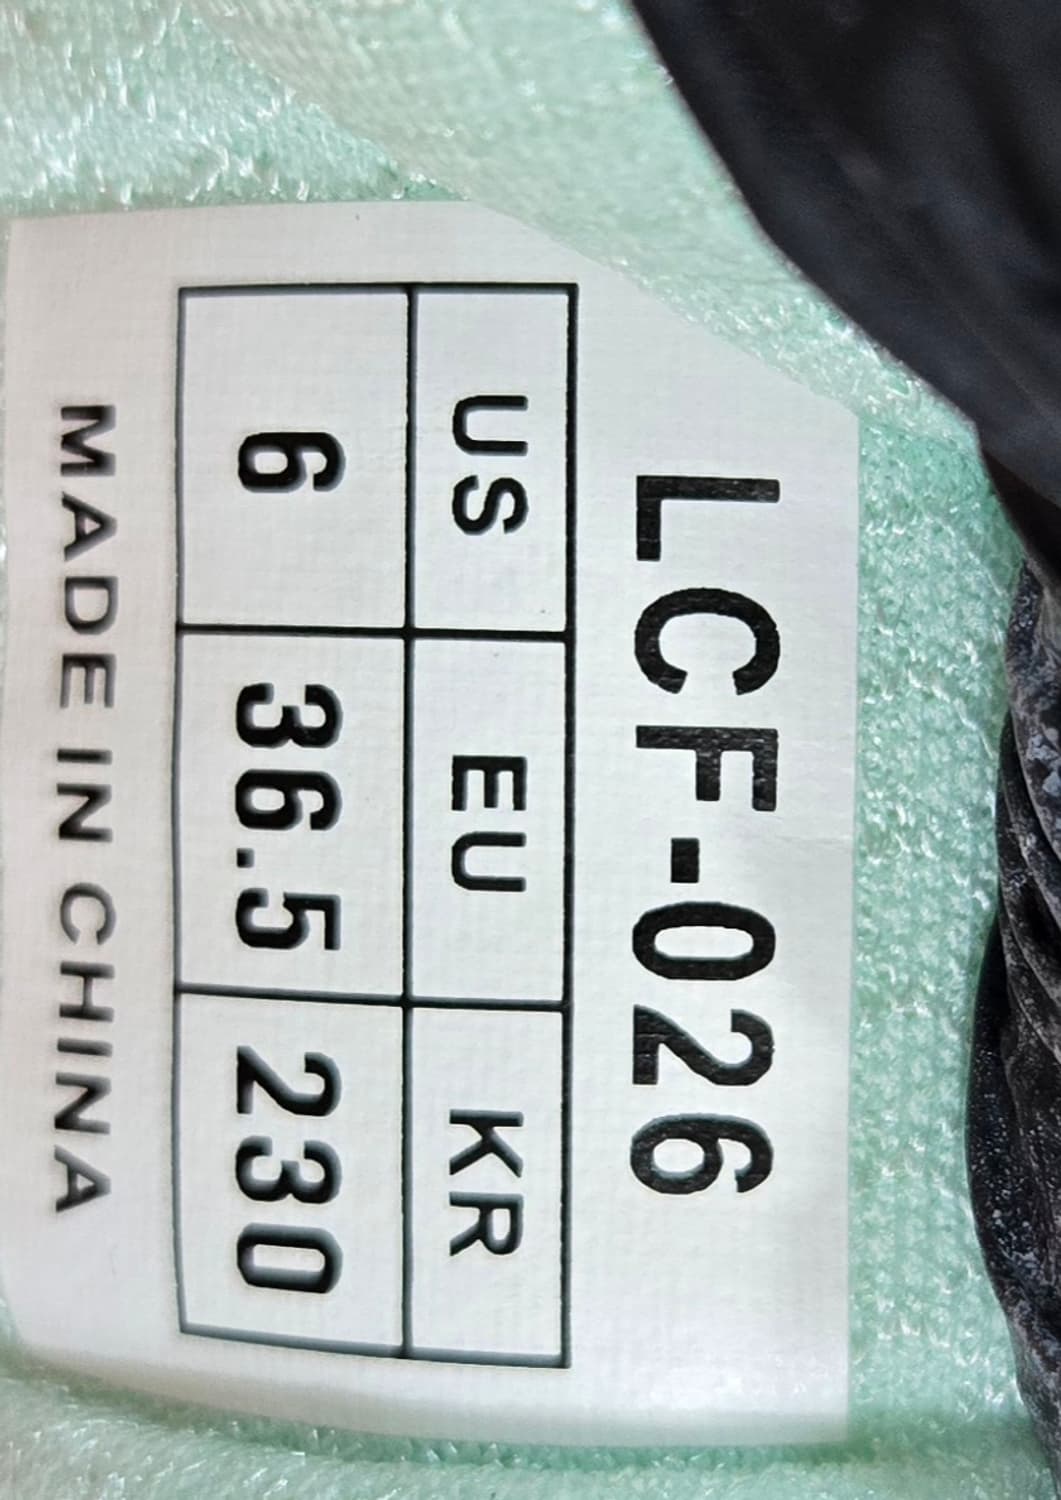 LCF-026
US EU KR
6 36.5 230
MADE IN CHINA